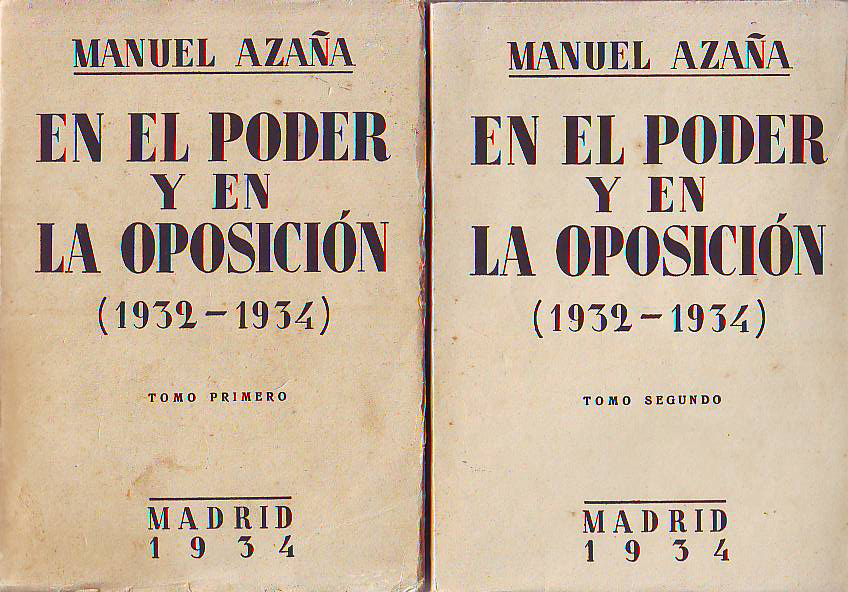 MANUEL AZAÑA
EN EL PODER
Y EN
LA OPOSICIÓN
(1932-1934)
TOMO PRIMERO
MADRID
1934
MANUEL AZAÑA
EN EL PODER
Y EN
LA OPOSICIÓN
(1932-1934)
TOMO SEGUNDO
MADRID
1934